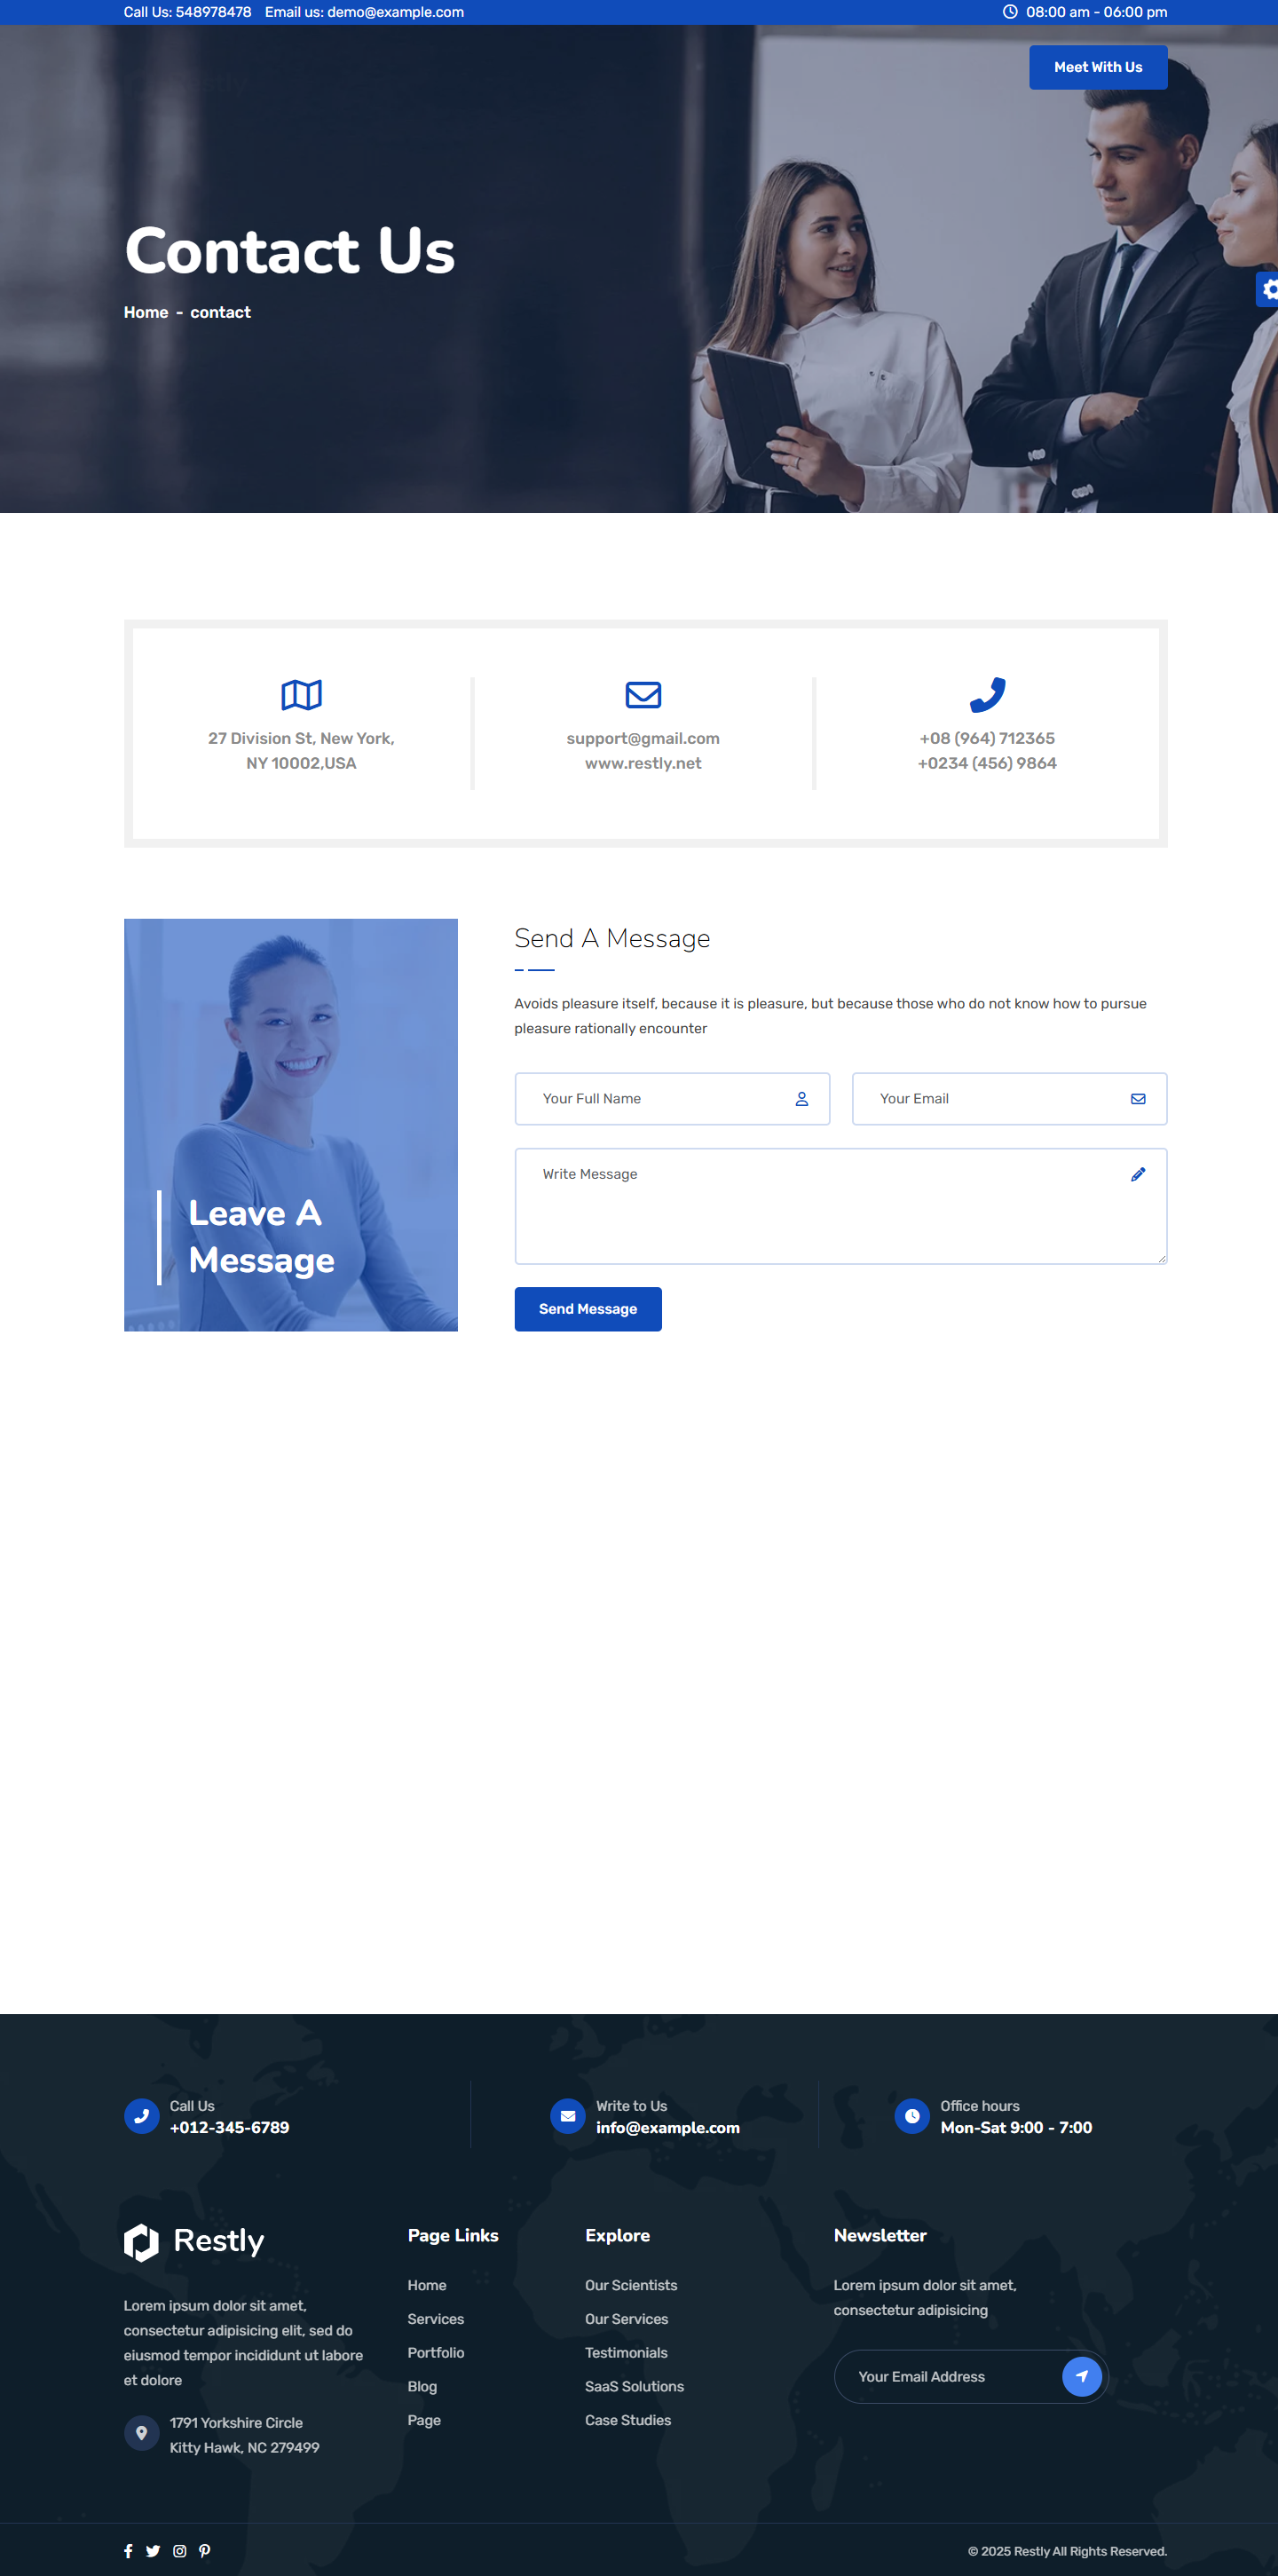 Call Us: 548978478 Email us: demo@example.com 08:00 am - 06:00 pm
Meet With Us
Contact Us
Home - contact
27 Division St, New York,
NY 10002,USA
support@gmail.com
www.restly.net
+08 (964) 712365
+0234 (456) 9864
Leave A
Message
Send A Message
Avoids pleasure itself, because it is pleasure, but because those who do not know how to pursue
pleasure rationally encounter
Your Full Name
Your Email
Write Message
Send Message
Call Us
+012-345-6789
Write to Us
info@example.com
Office hours
Mon-Sat 9:00 - 7:00
Restly
Lorem ipsum dolor sit amet,
consectetur adipisicing elit, sed do
eiusmod tempor incididunt ut labore
et dolore
1791 Yorkshire Circle
Kitty Hawk, NC 279499
Page Links
Home
Services
Portfolio
Blog
Page
Explore
Our Scientists
Our Services
Testimonials
SaaS Solutions
Case Studies
Newsletter
Lorem ipsum dolor sit amet,
consectetur adipisicing
Your Email Address
© 2025 Restly All Rights Reserved.